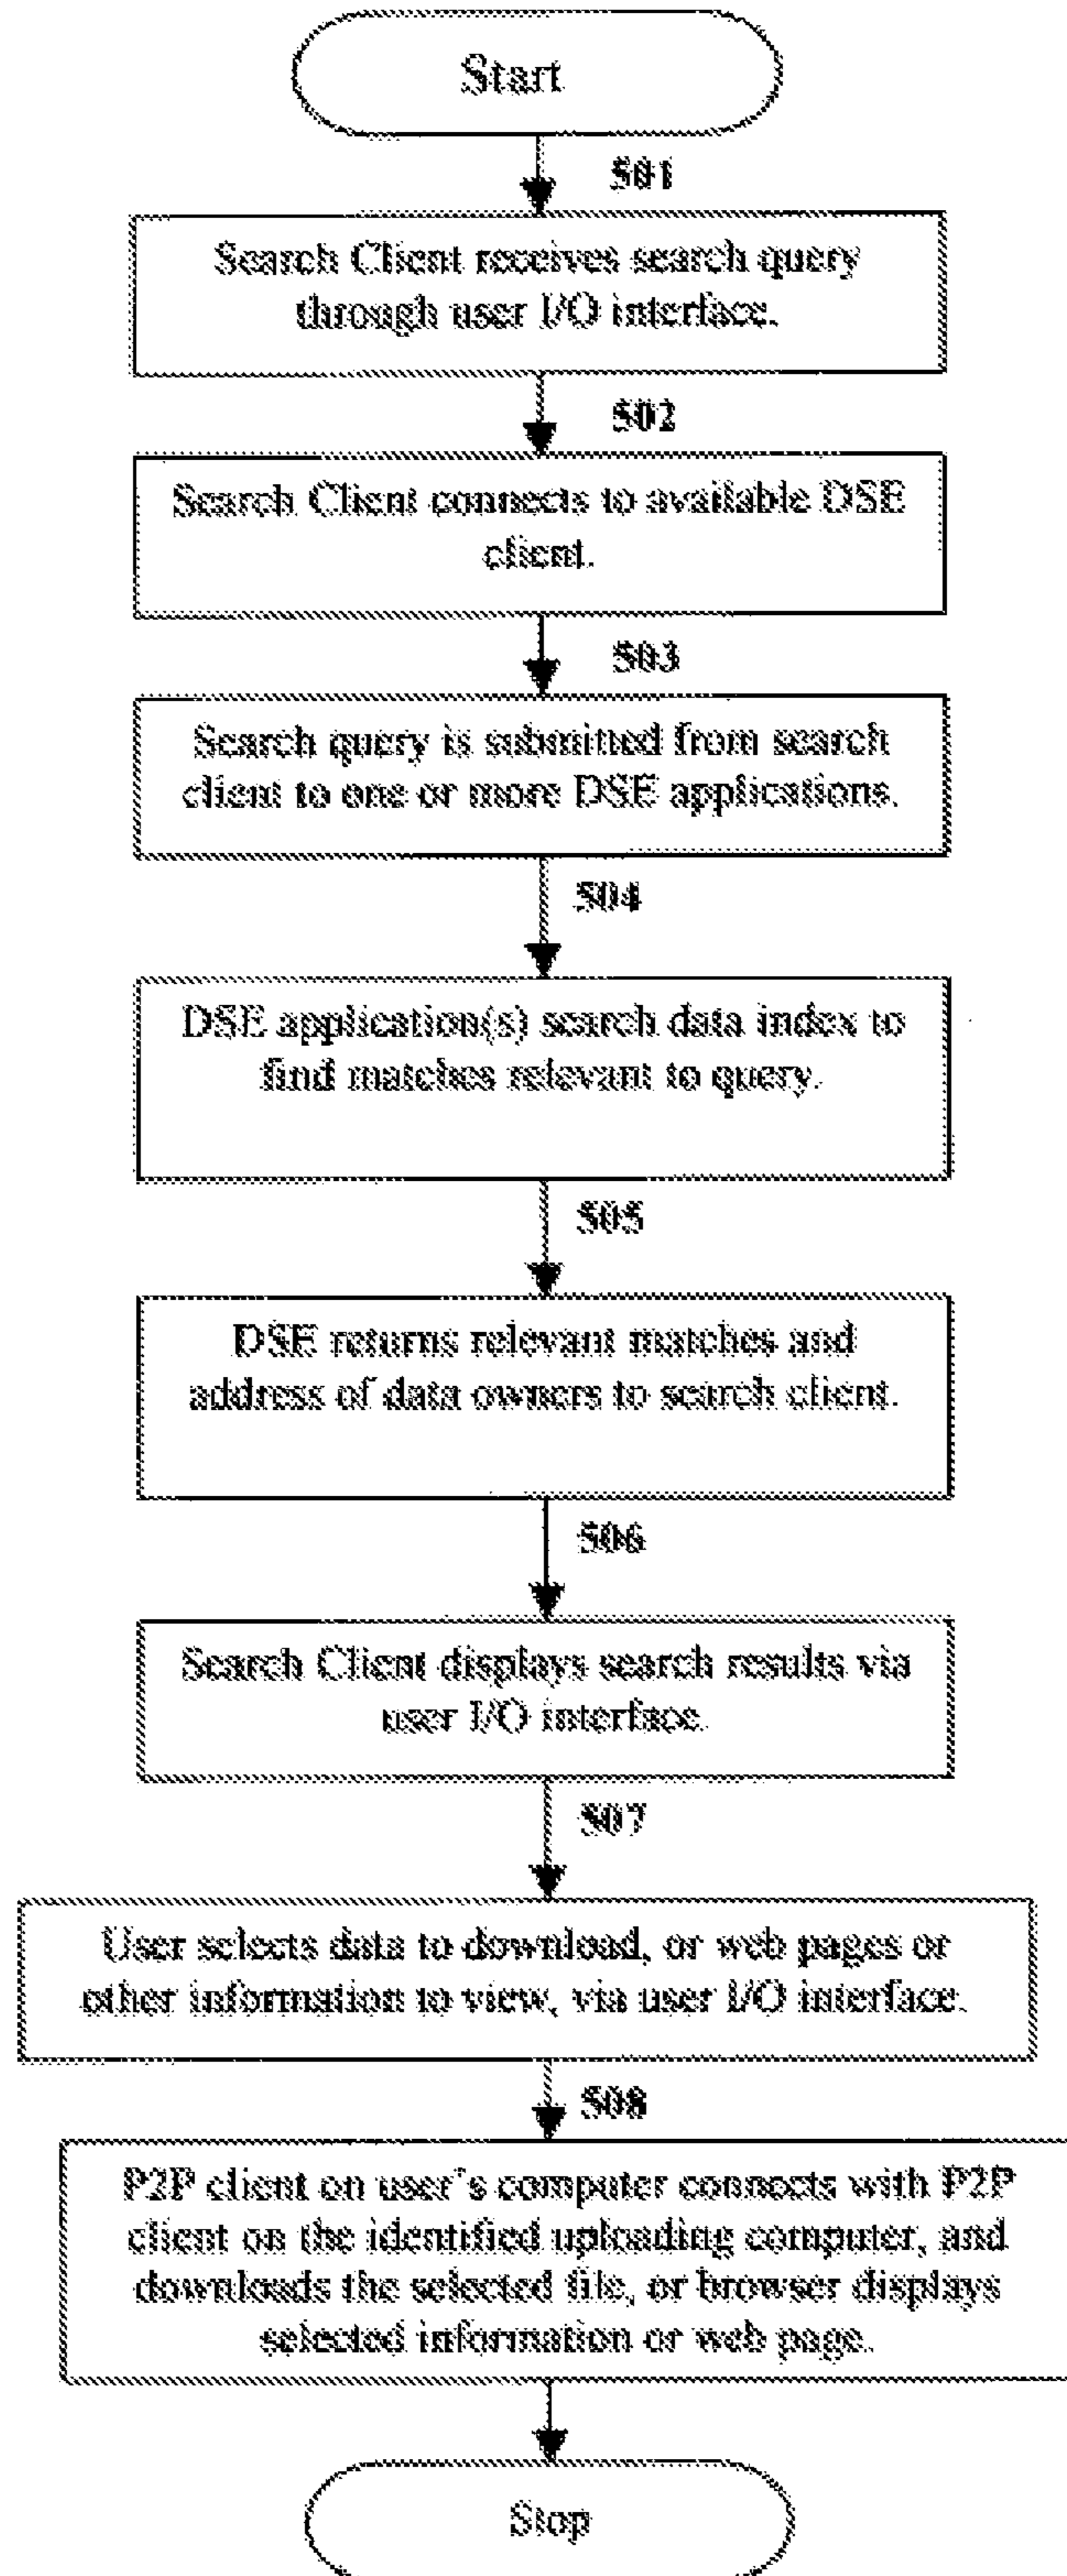 Start
501
Search Client receives search query
through user I/O interface.
502
Search Client connects to available DSE
client.
503
Search query is submitted from search
client to one or more DSE applications.
504
DSE application(s) search data index to
find matches relevant to query.
505
DSE returns relevant matches and
address of data owners to search client.
506
Search Client displays search results via
user I/O interface.
507
User selects data to download, or web pages or
other information to view, via user I/O interface.
508
P2P client on user's computer connects with P2P
client on the identified uploading computer, and
downloads the selected file, or browser displays
selected information or web page.
Stop